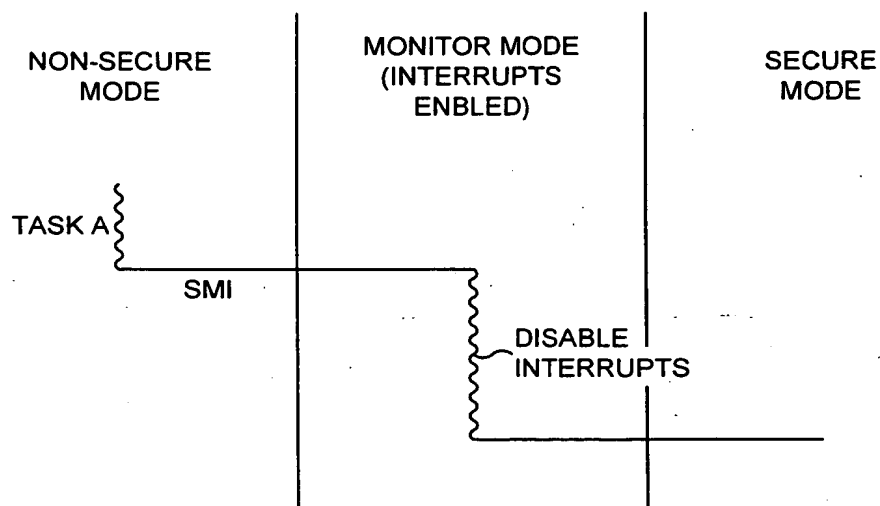 NON-SECURE
MODE
MONITOR MODE
(INTERRUPTS
ENBLED)
SECURE
MODE
TASK A
SMI
DISABLE
INTERRUPTS